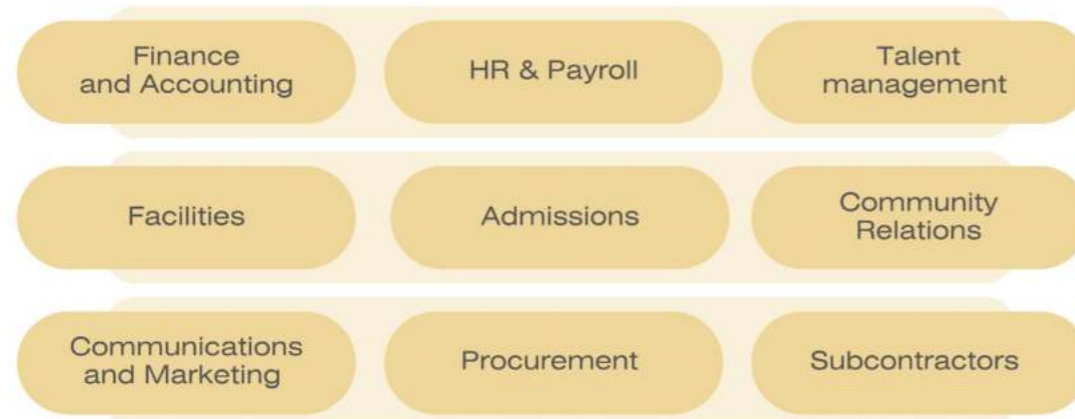 Finance
and Accounting
HR & Payroll
Talent
management
Facilities
Admissions
Community
Relations
Communications
and Marketing
Procurement
Subcontractors